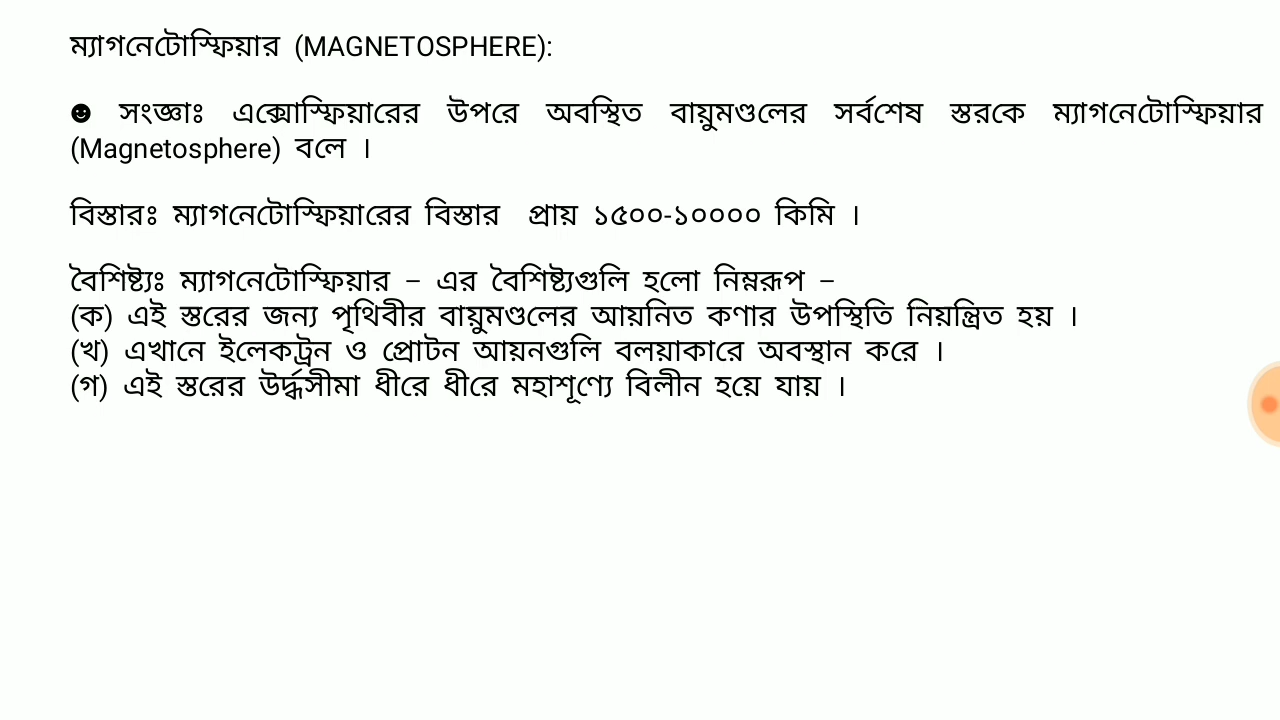 ম্যাগনেটোস্ফিয়ার (MAGNETOSPHERE):
☻ সংজ্ঞাঃ এক্সোস্ফিয়ারের উপরে অবস্থিত বায়ুমণ্ডলের সর্বশেষ স্তরকে ম্যাগনেটোস্ফিয়ার
(Magnetosphere) বলে ।
বিস্তারঃ ম্যাগনেটোস্ফিয়ারের বিস্তার প্রায় ১৫০০-১০০০০ কিমি ।
বৈশিষ্ট্যঃ ম্যাগনেটোস্ফিয়ার – এর বৈশিষ্ট্যগুলি হলো নিম্নরূপ –
(ক) এই স্তরের জন্য পৃথিবীর বায়ুমণ্ডলের আয়নিত কণার উপস্থিতি নিয়ন্ত্রিত হয় ।
(খ) এখানে ইলেকট্রন ও প্রোটন আয়নগুলি বলয়াকারে অবস্থান করে ।
(গ) এই স্তরের উর্দ্ধসীমা ধীরে ধীরে মহাশূণ্যে বিলীন হয়ে যায় ।